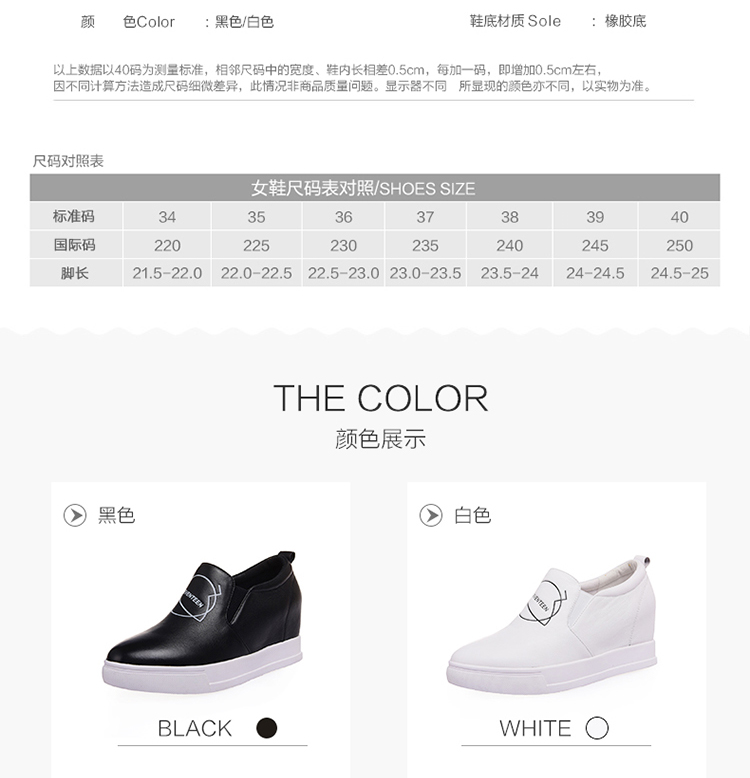 颜 色Color ：黑色/白色 鞋底材质 Sole ：橡胶底
以上数据以40码为测量标准，相邻尺码中的宽度、鞋内长相差0.5cm，每加一码，即增加0.5cm左右，
因不同计算方法造成尺码细微差异，此情况非商品质量问题。显示器不同 所显现的颜色亦不同，以实物为准。
尺码对照表
女鞋尺码表对照/SHOES SIZE
标准码 34 35 36 37 38 39 40
国际码 220 225 230 235 240 245 250
脚长 21.5-22.0 22.0-22.5 22.5-23.0 23.0-23.5 23.5-24 24-24.5 24.5-25
THE COLOR
颜色展示
黑色 白色
BLACK WHITE